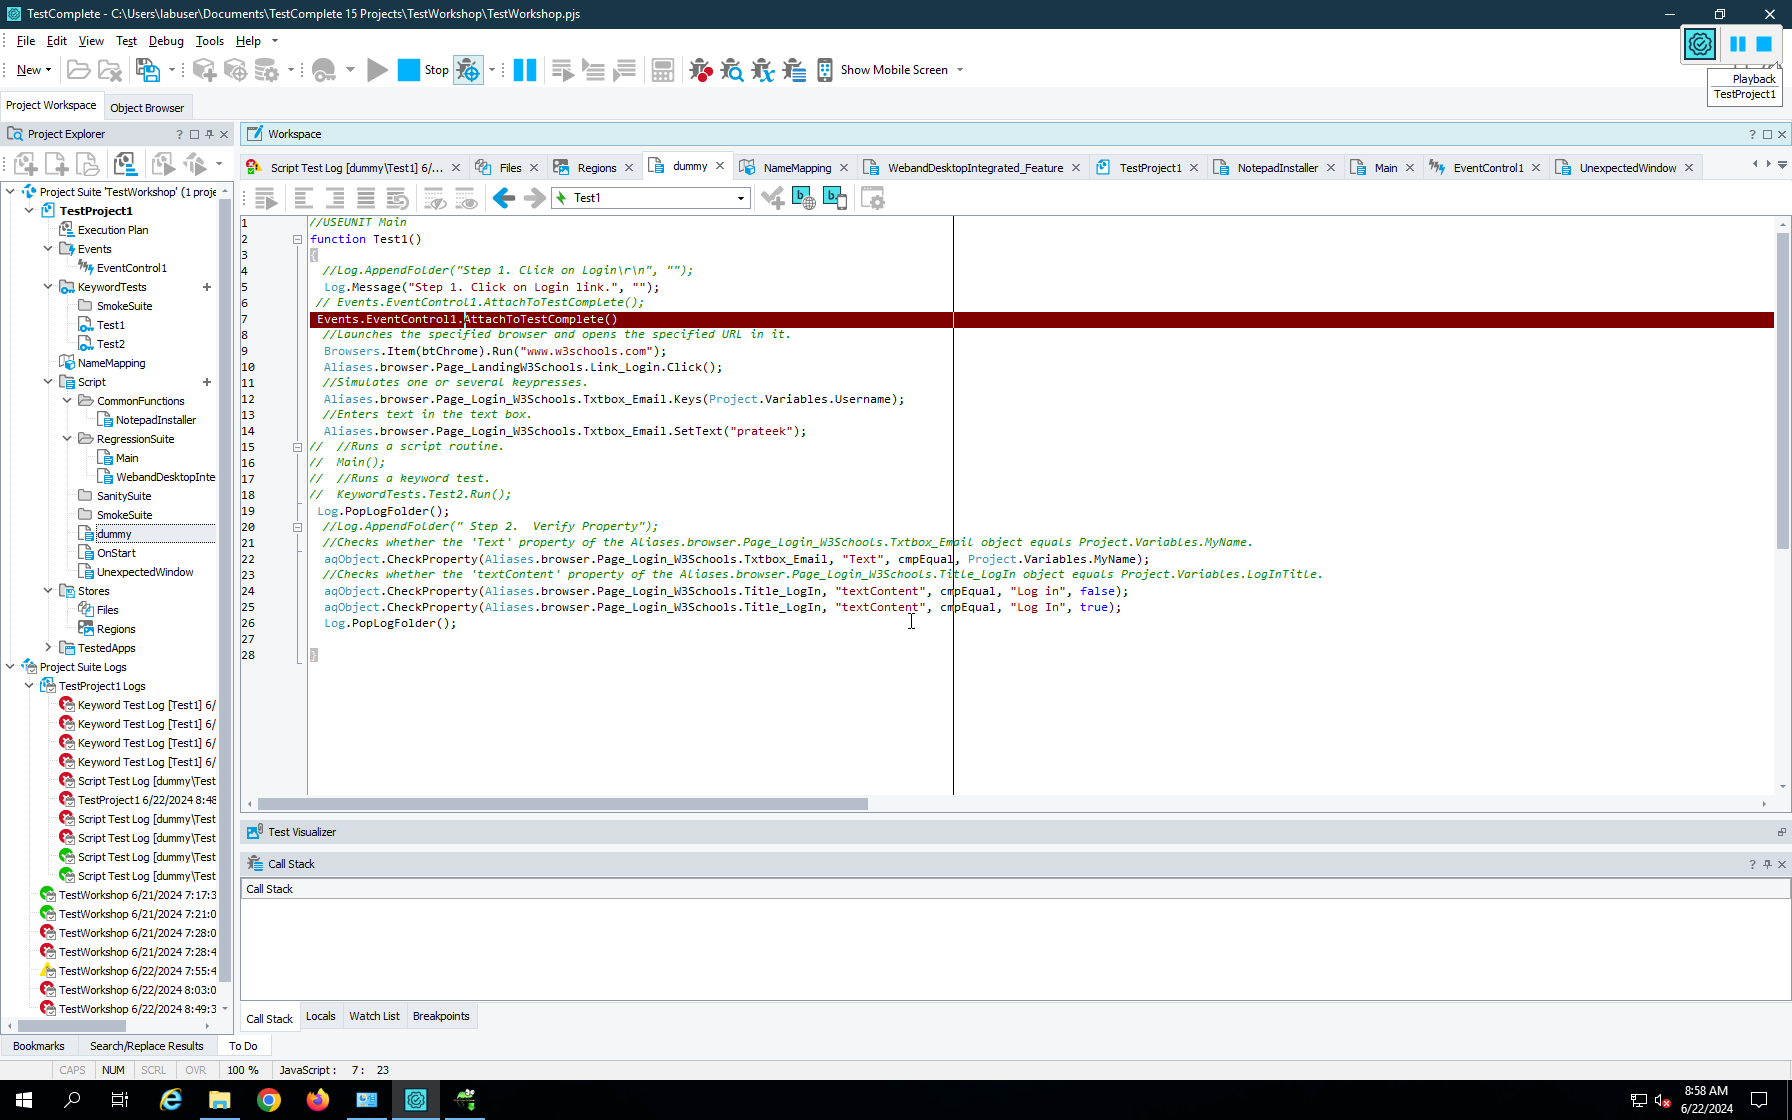 TestComplete - C:\Users\labuser\Documents\TestComplete 15 Projects\TestWorkshop\TestWorkshop.pjs
File Edit View Test Debug Tools Help
New Stop Show Mobile Screen
Playback
TestProject1
Project Workspace Object Browser
Project Explorer
Workspace
Script Test Log [dummy\Test1] 6/... Files Regions dummy NameMapping WebandDesktopIntegrated_Feature TestProject1 NotepadInstaller Main EventControl1 UnexpectedWindow
Test1
Project Suite 'TestWorkshop' (1 proje
TestProject1
Execution Plan
Events
EventControl1
KeywordTests
SmokeSuite
Test1
Test2
NameMapping
Script
CommonFunctions
NotepadInstaller
RegressionSuite
Main
WebandDesktopInte
SanitySuite
SmokeSuite
dummy
OnStart
UnexpectedWindow
Stores
Files
Regions
TestedApps
Project Suite Logs
TestProject1 Logs
Keyword Test Log [Test1] 6/
Keyword Test Log [Test1] 6/
Keyword Test Log [Test1] 6/
Keyword Test Log [Test1] 6/
Script Test Log [dummy\Test
TestProject1 6/22/2024 8:48
Script Test Log [dummy\Test
Script Test Log [dummy\Test
Script Test Log [dummy\Test
Script Test Log [dummy\Test
TestWorkshop 6/21/2024 7:17:3
TestWorkshop 6/21/2024 7:21:0
TestWorkshop 6/21/2024 7:28:0
TestWorkshop 6/21/2024 7:28:4
TestWorkshop 6/22/2024 7:55:4
TestWorkshop 6/22/2024 8:03:0
TestWorkshop 6/22/2024 8:49:3
1 //USEUNIT Main
2 function Test1()
3 {
4 //Log.AppendFolder("Step 1. Click on Login\r\n", "");
5 Log.Message("Step 1. Click on Login link.", "");
6 // Events.EventControl1.AttachToTestComplete();
7 Events.EventControl1.AttachToTestComplete()
8 //Launches the specified browser and opens the specified URL in it.
9 Browsers.Item(btChrome).Run("www.w3schools.com");
10 Aliases.browser.Page_LandingW3Schools.Link_Login.Click();
11 //Simulates one or several keypresses.
12 Aliases.browser.Page_Login_W3Schools.Txtbox_Email.Keys(Project.Variables.Username);
13 //Enters text in the text box.
14 Aliases.browser.Page_Login_W3Schools.Txtbox_Email.SetText("prateek");
15 // //Runs a script routine.
16 // Main();
17 // //Runs a keyword test.
18 // KeywordTests.Test2.Run();
19 Log.PopLogFolder();
20 //Log.AppendFolder(" Step 2.  Verify Property");
21 //Checks whether the 'Text' property of the Aliases.browser.Page_Login_W3Schools.Txtbox_Email object equals Project.Variables.MyName.
22 aqObject.CheckProperty(Aliases.browser.Page_Login_W3Schools.Txtbox_Email, "Text", cmpEqual, Project.Variables.MyName);
23 //Checks whether the 'textContent' property of the Aliases.browser.Page_Login_W3Schools.Title_LogIn object equals Project.Variables.LogInTitle.
24 aqObject.CheckProperty(Aliases.browser.Page_Login_W3Schools.Title_LogIn, "textContent", cmpEqual, "Log in", false);
25 aqObject.CheckProperty(Aliases.browser.Page_Login_W3Schools.Title_LogIn, "textContent", cmpEqual, "Log In", true);
26 Log.PopLogFolder();
27
28 }
Test Visualizer
Call Stack
Call Stack
Call Stack Locals Watch List Breakpoints
Bookmarks Search/Replace Results To Do
CAPS NUM SCRL OVR 100 % JavaScript : 7 : 23
8:58 AM
6/22/2024